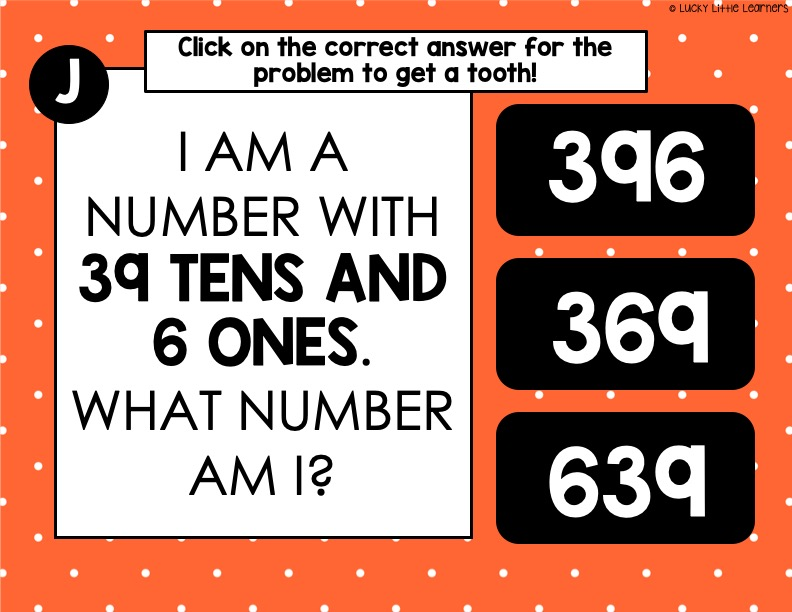 © Lucky Little Learners
Click on the correct answer for the
problem to get a tooth!
J
I AM A
NUMBER WITH
39 TENS AND
6 ONES.
WHAT NUMBER
AM I?
396
369
639